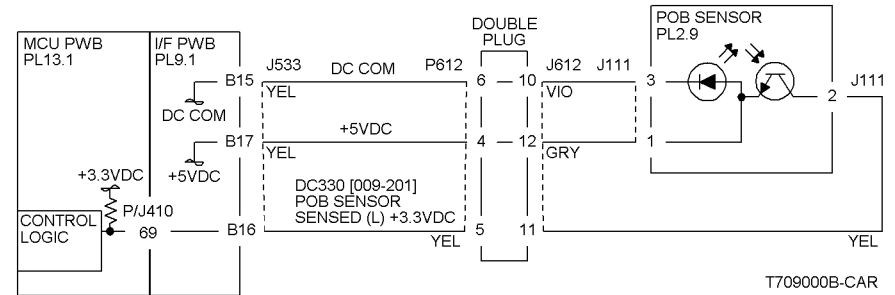 MCU PWB
PL13.1
I/F PWB
PL9.1
DOUBLE
PLUG
POB SENSOR
PL2.9
B15
J533
DC COM
P612
6
10
J612
J111
3
2
J111
YEL
VIO
DC COM
B17
+5VDC
4
12
1
YEL
GRY
+3.3VDC
+5VDC
DC330 [009-201]
POB SENSOR
SENSED (L) +3.3VDC
CONTROL
LOGIC
P/J410
69
B16
5
11
YEL
YEL
T709000B-CAR